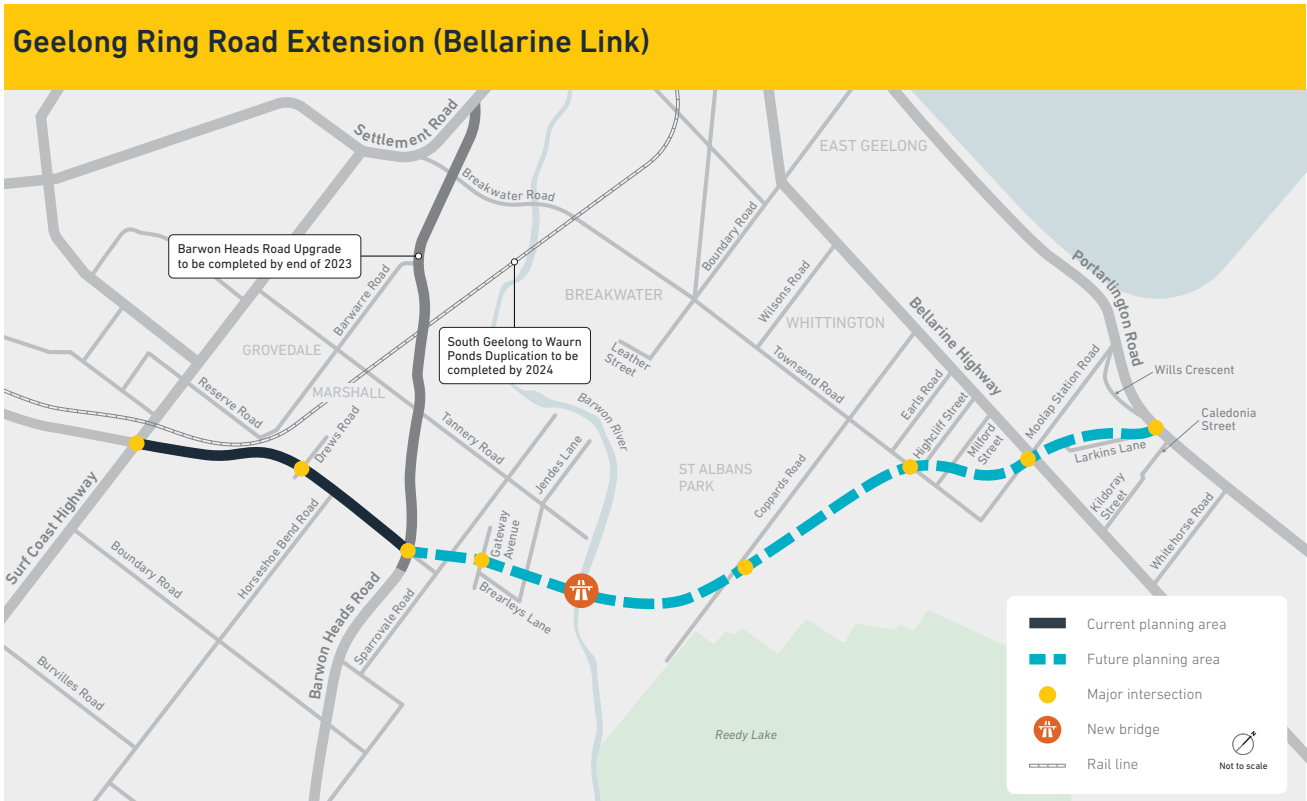 Geelong Ring Road Extension (Bellarine Link)
Settlement Road
EAST GEELONG
Breakwater Road
Boundary Road
Barwon Heads Road Upgrade
to be completed by end of 2023
Barwarre Road
Wilsons Road
Portarlington Road
BREAKWATER
Bellarine Highway
WHITTINGTON
GROVEDALE
South Geelong to Waurn
Ponds Duplication to be
completed by 2024
Leather
Street
Townsend Road
Moolap Station Road
Wills Crescent
MARSHALL
Reserve Road
Earls Road
Barwon River
Highcliff Street
Caledonia
Street
Drews Road
Tannery Road
Milford
Street
Larkins Lane
Jendes Lane
ST ALBANS
PARK
Coppards Road
Kildoray
Street
Surf Coast Highway
Gateway
Avenue
Horseshoe Bend Road
Whitehorse Road
Boundary Road
Brearleys Lane
Barwon Heads Road
Sparrovale Road
Burvilles Road
Reedy Lake
Current planning area
Future planning area
Major intersection
New bridge
Rail line
N
Not to scale